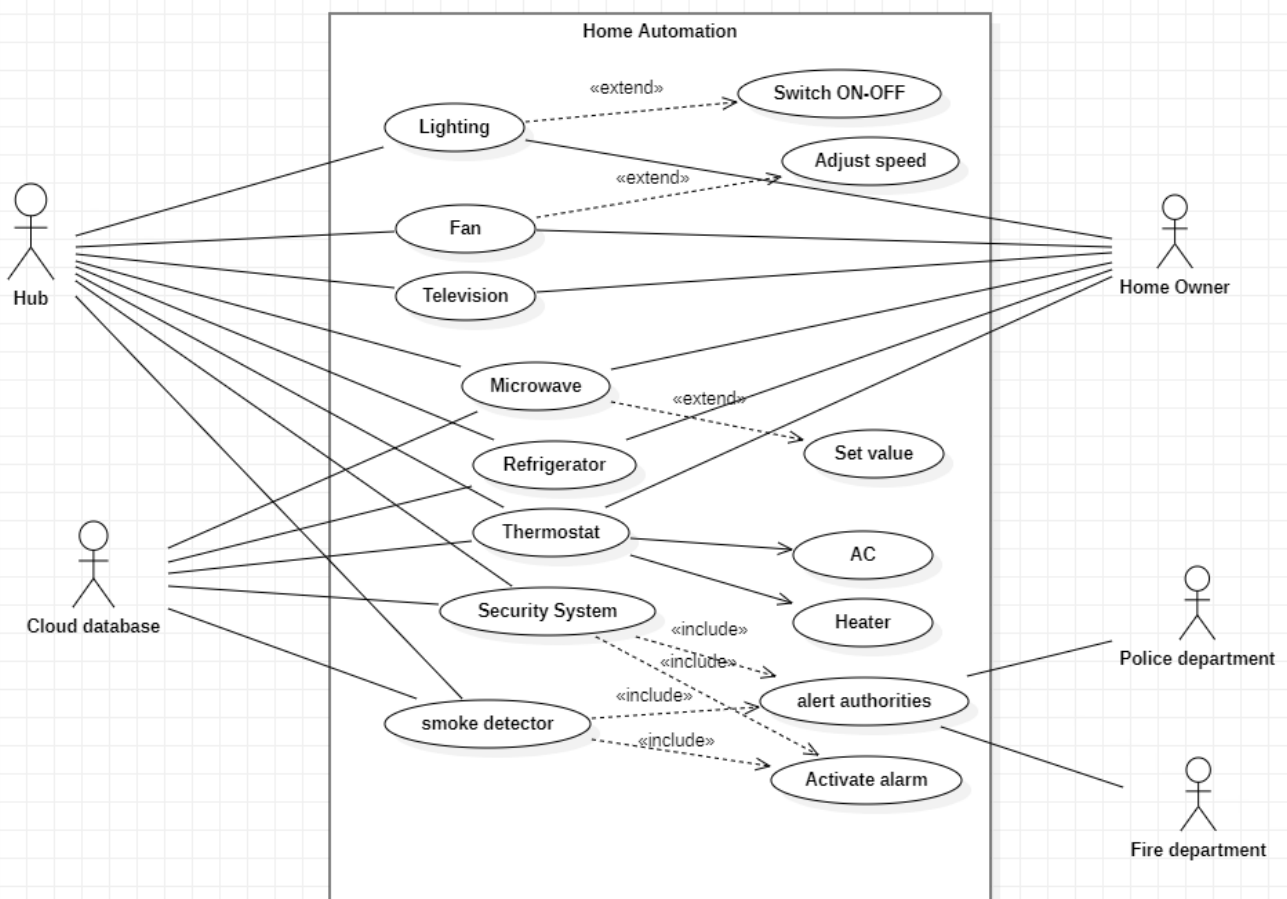 Home Automation
«extend»
Switch ON-OFF
Lighting
Adjust speed
«extend»
Fan
Hub
Television
Home Owner
Microwave
«extend»
Refrigerator
Set value
Thermostat
AC
Cloud database
Security System
Heater
«include»
«include»
Police department
«include»
alert authorities
smoke detector
«include»
Activate alarm
Fire department